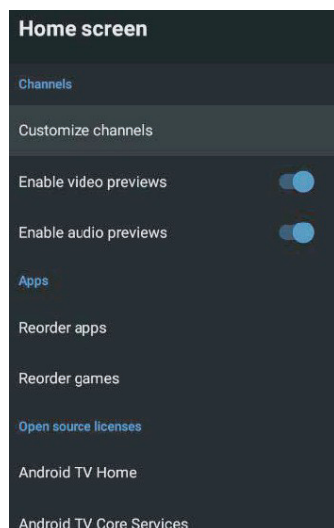 Home screen
Channels
Customize channels
Enable video previews
Enable audio previews
Apps
Reorder apps
Reorder games
Open source licenses
Android TV Home
Android TV Core Services